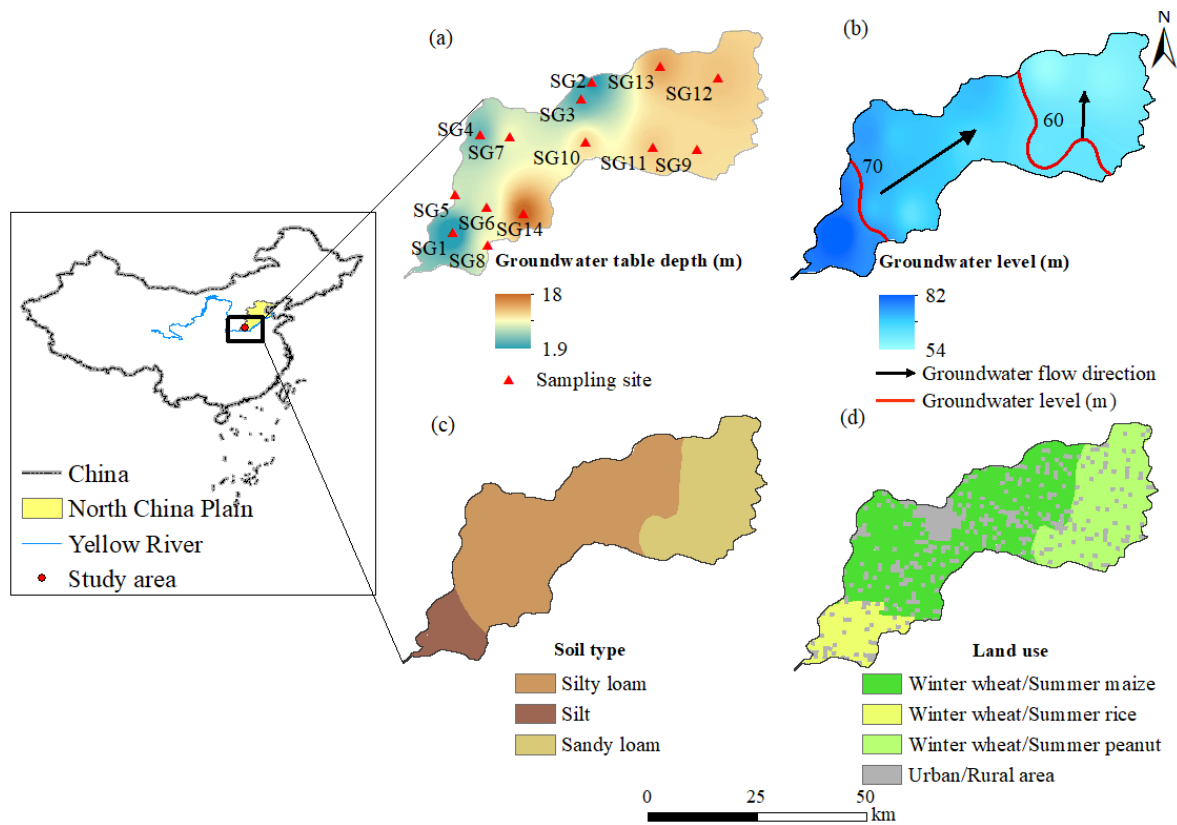 (a)
SG2
SG13
SG3
SG12
SG4
SG7
SG10
SG11
SG9
SG5
SG6
SG14
SG1
SG8
Groundwater table depth (m)
18
1.9
Sampling site
(b)
N
60
70
Groundwater level (m)
82
54
Groundwater flow direction
Groundwater level (m)
China
North China Plain
Yellow River
Study area
(c)
Soil type
Silty loam
Silt
Sandy loam
(d)
Land use
Winter wheat/Summer maize
Winter wheat/Summer rice
Winter wheat/Summer peanut
Urban/Rural area
0 25 50
km